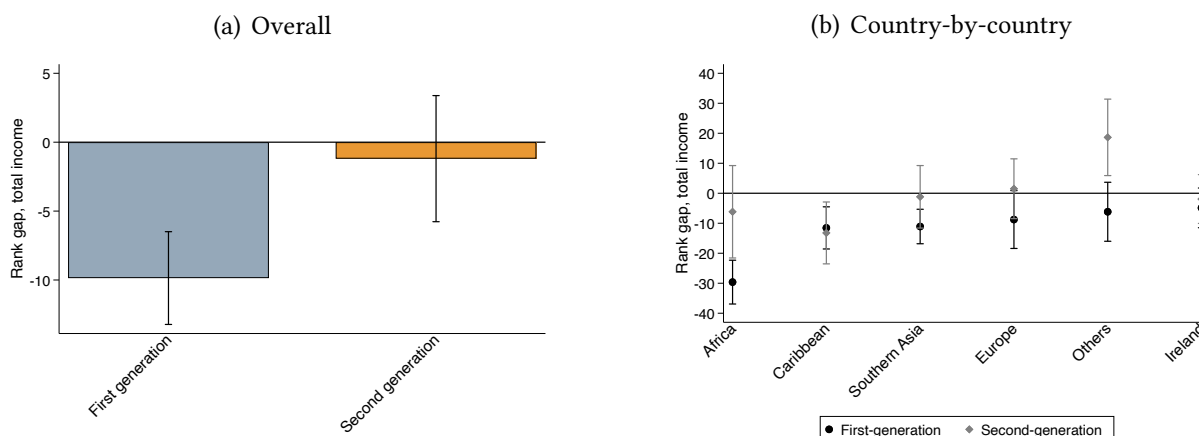 (a) Overall
Rank gap, total income
5
0
-5
-10
First generation
Second generation
(b) Country-by-country
Rank gap, total income
40
30
20
10
0
-10
-20
-30
-40
Africa
Caribbean
Southern Asia
Europe
Others
Ireland
First-generation
Second-generation